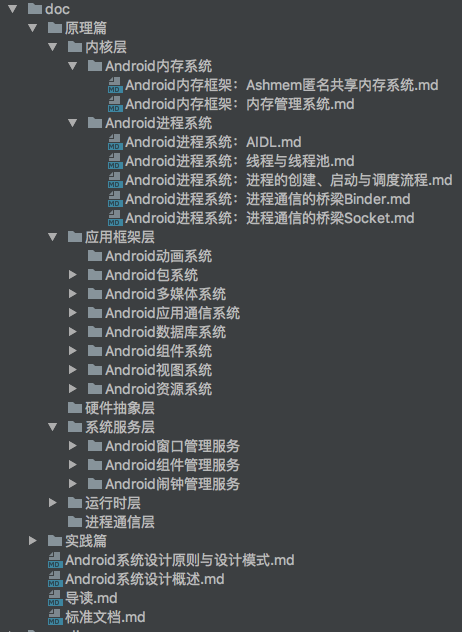 doc
原理篇
内核层
Android内存系统
Android内存框架：Ashmem匿名共享内存系统.md
Android内存框架：内存管理系统.md
Android进程系统
Android进程系统：AIDL.md
Android进程系统：线程与线程池.md
Android进程系统：进程的创建、启动与调度流程.md
Android进程系统：进程通信的桥梁Binder.md
Android进程系统：进程通信的桥梁Socket.md
应用框架层
Android动画系统
Android包系统
Android多媒体系统
Android应用通信系统
Android数据库系统
Android组件系统
Android视图系统
Android资源系统
硬件抽象层
系统服务层
Android窗口管理服务
Android组件管理服务
Android闹钟管理服务
运行时层
进程通信层
实践篇
Android系统设计原则与设计模式.md
Android系统设计概述.md
导读.md
标准文档.md